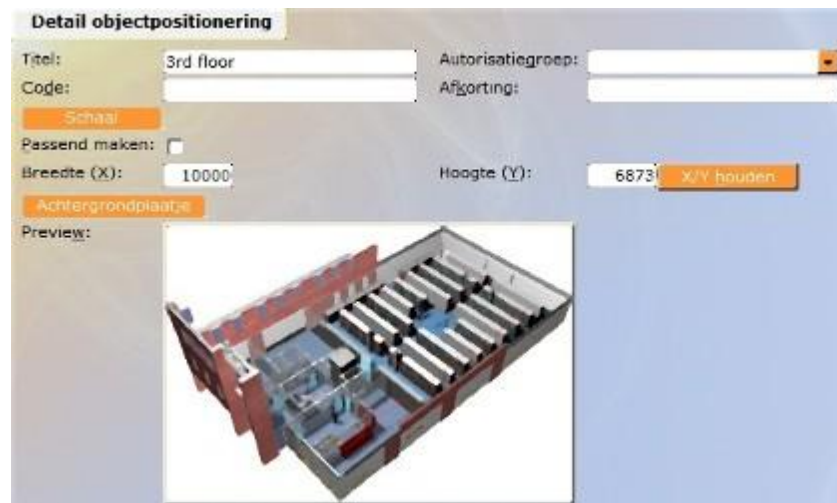 Detail objectpositionering
Titel: 3rd floor Autorisatiegroep:
Code: Afkorting:
Schaal
Passend maken:
Breedte (X): 10000 Hoogte (Y): 6873 X/Y houden
Achtergrondplaatje
Preview: